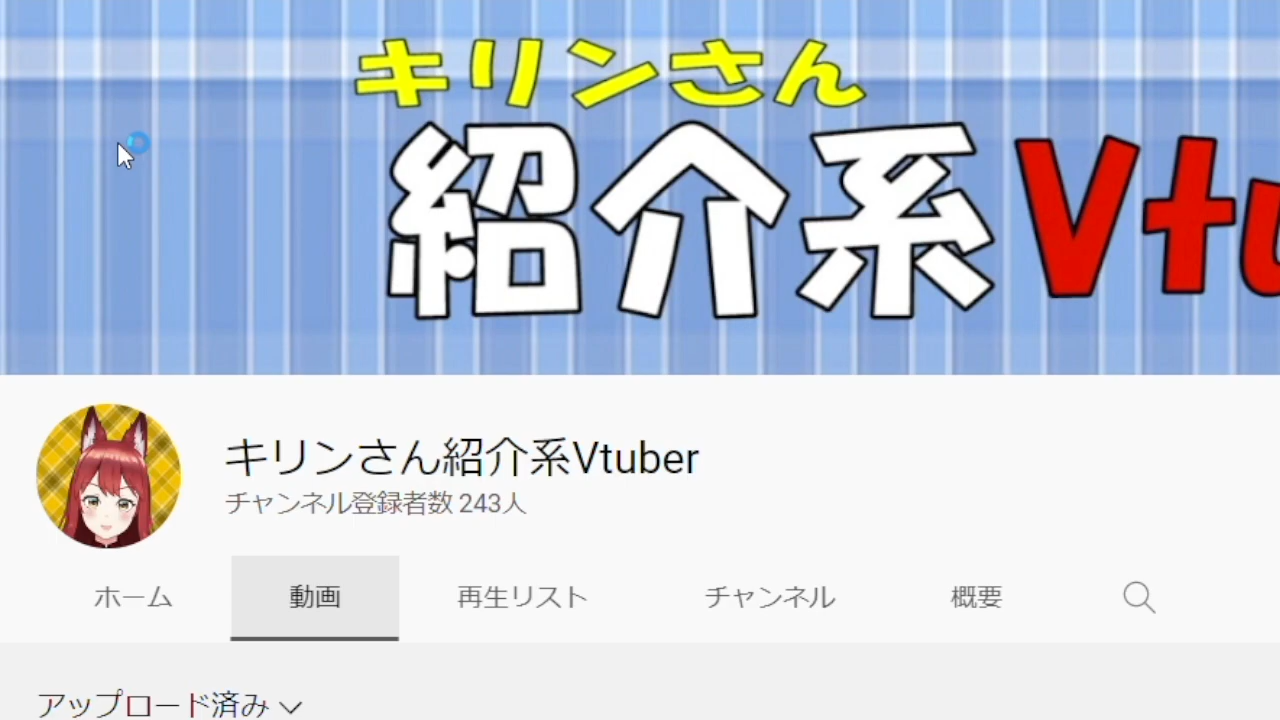 キリンさん
紹介系Vtu
キリンさん紹介系Vtuber
チャンネル登録者数 243人
ホーム 動画 再生リスト チャンネル 概要
アップロード済み